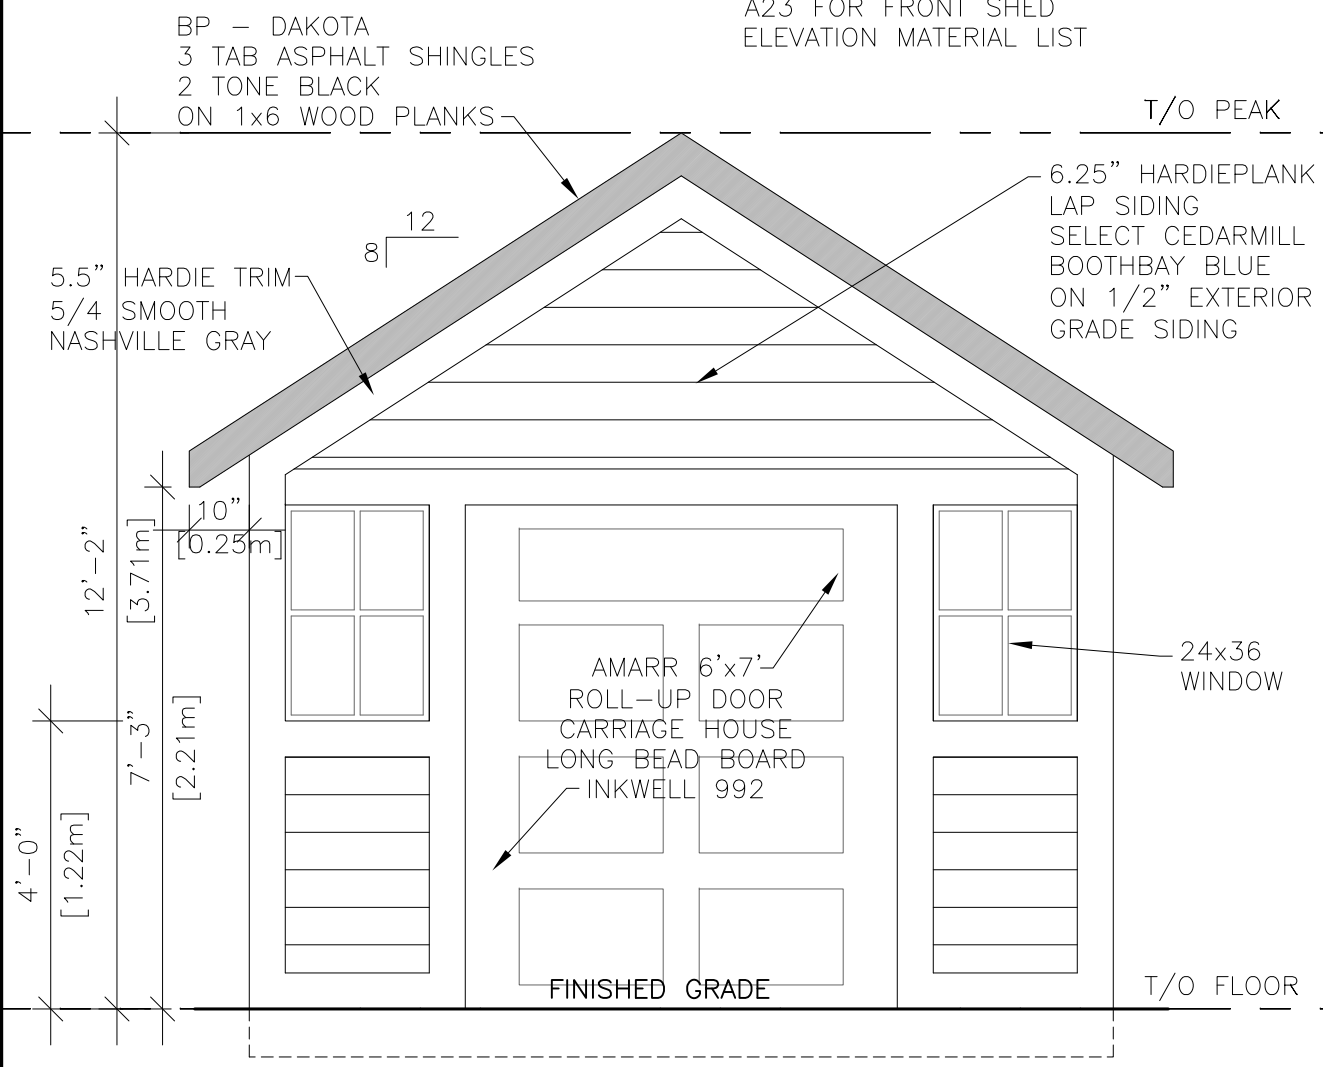 A23 FOR FRONT SHED
ELEVATION MATERIAL LIST
BP – DAKOTA
3 TAB ASPHALT SHINGLES
2 TONE BLACK
ON 1x6 WOOD PLANKS
T/O PEAK
6.25" HARDIEPLANK
LAP SIDING
SELECT CEDARMILL
BOOTHBAY BLUE
ON 1/2" EXTERIOR
GRADE SIDING
12
8
5.5" HARDIE TRIM
5/4 SMOOTH
NASHVILLE GRAY
10"
[0.25m]
12'-2"
[3.71m]
7'-3"
[2.21m]
4'-0"
[1.22m]
AMARR 6'x7'
ROLL-UP DOOR
CARRIAGE HOUSE
LONG BEAD BOARD
INKWELL 992
24x36
WINDOW
FINISHED GRADE
T/O FLOOR